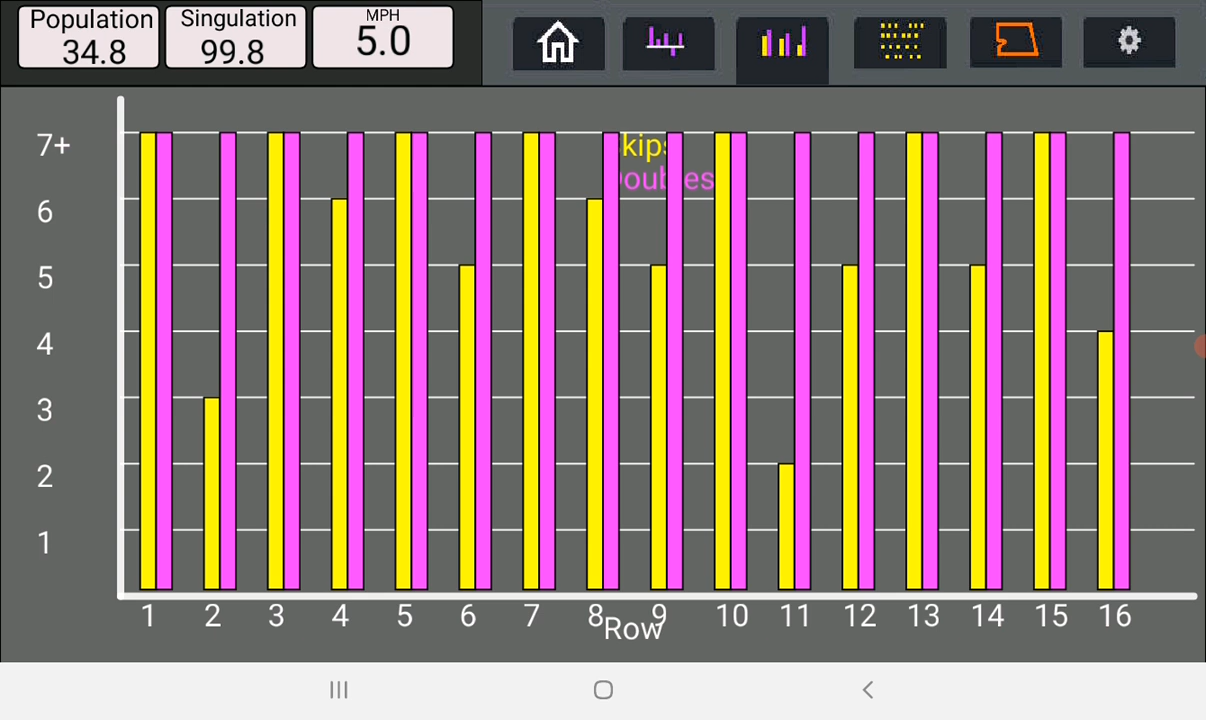 Population
34.8
Singulation
99.8
MPH
5.0
7+
6
5
4
3
2
1
1 2 3 4 5 6 7 8 9 10 11 12 13 14 15 16
Row